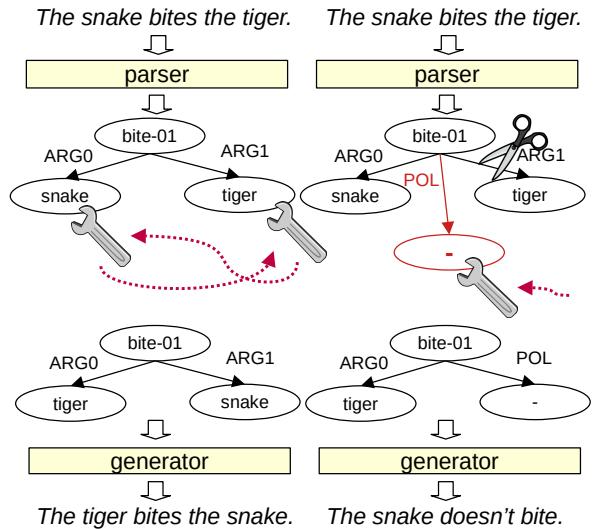 The snake bites the tiger.
parser
bite-01
ARG0
ARG1
snake
tiger
bite-01
ARG0
ARG1
tiger
snake
generator
The tiger bites the snake.
The snake bites the tiger.
parser
bite-01
ARG0
ARG1
POL
snake
tiger
-
bite-01
ARG0
POL
tiger
-
generator
The snake doesn't bite.